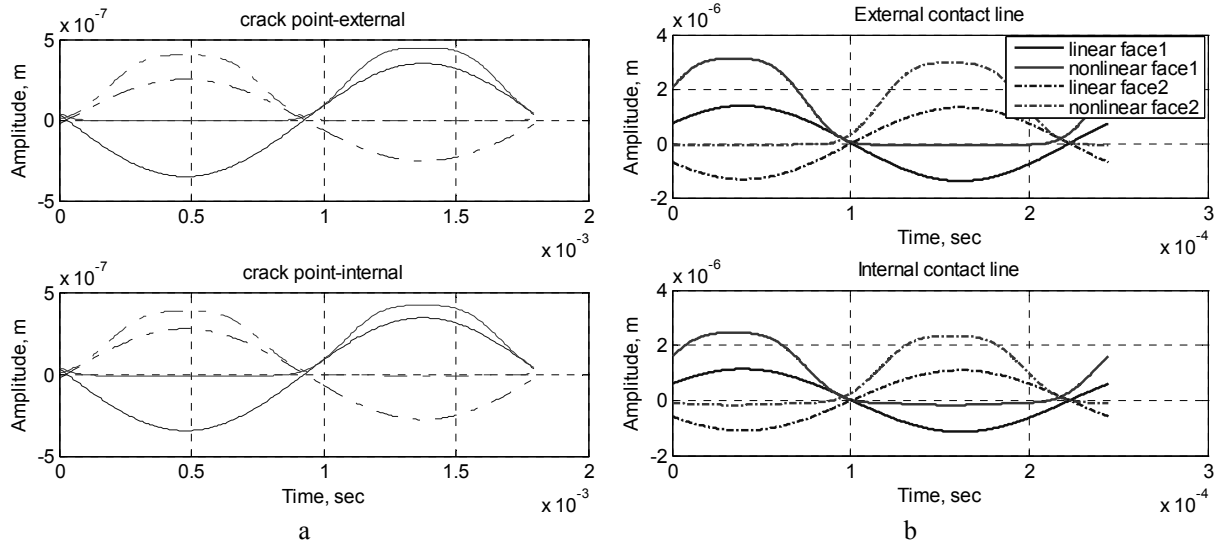 crack point-external
x 10-7
Amplitude, m
5
0
-5
0
0.5
1
1.5
2
x 10-3
crack point-internal
x 10-7
Amplitude, m
5
0
-5
0
0.5
1
1.5
2
Time, sec
x 10-3
a
External contact line
x 10-6
Amplitude, m
4
2
0
-2
linear face1
nonlinear face1
linear face2
nonlinear face2
0
1
2
3
Time, sec
x 10-4
Internal contact line
x 10-6
Amplitude, m
4
2
0
-2
0
1
2
3
Time, sec
x 10-4
b